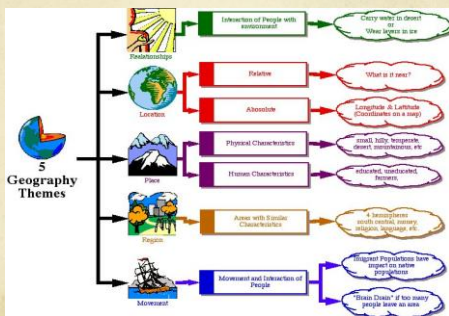 5
Geography
Themes
Realationships
Interaction of People with
environment
Carry water in desert
or
Wear layers in ice
Location
Relative
What is it near?
Absolute
Longitude & Latitude
(Coordinates on a map)
Place
Physical Characteristics
small, hilly, temperate,
desert, mountainous, etc
Human Characteristics
educated, uneducated,
farmers,
Region
Areas with Similar
Characteristics
4 hemispheres
south central,
religion, language, etc
Movement
Movement and Interaction of
People
Populations have
impact on native
populations
"Brain Drain" if too many
people leave an area